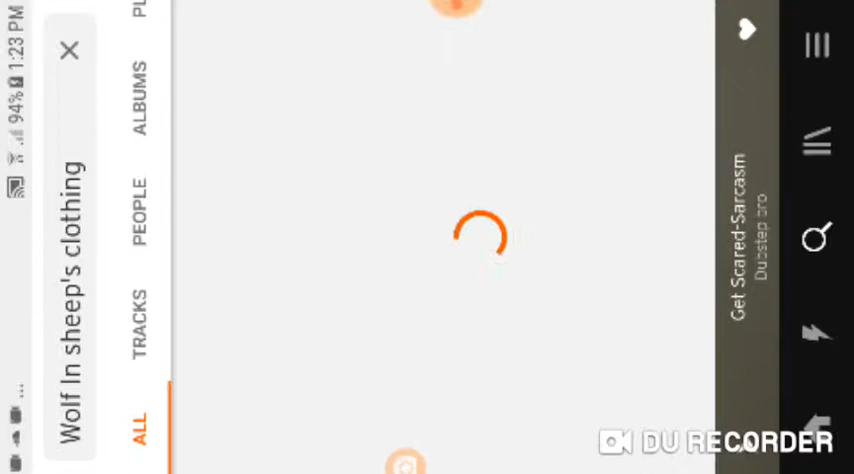 94% 1:23 PM
Wolf In sheep's clothing
ALL TRACKS PEOPLE ALBUMS PL
Get Scared-Sarcasm
Dubstep bro
DU RECORDER